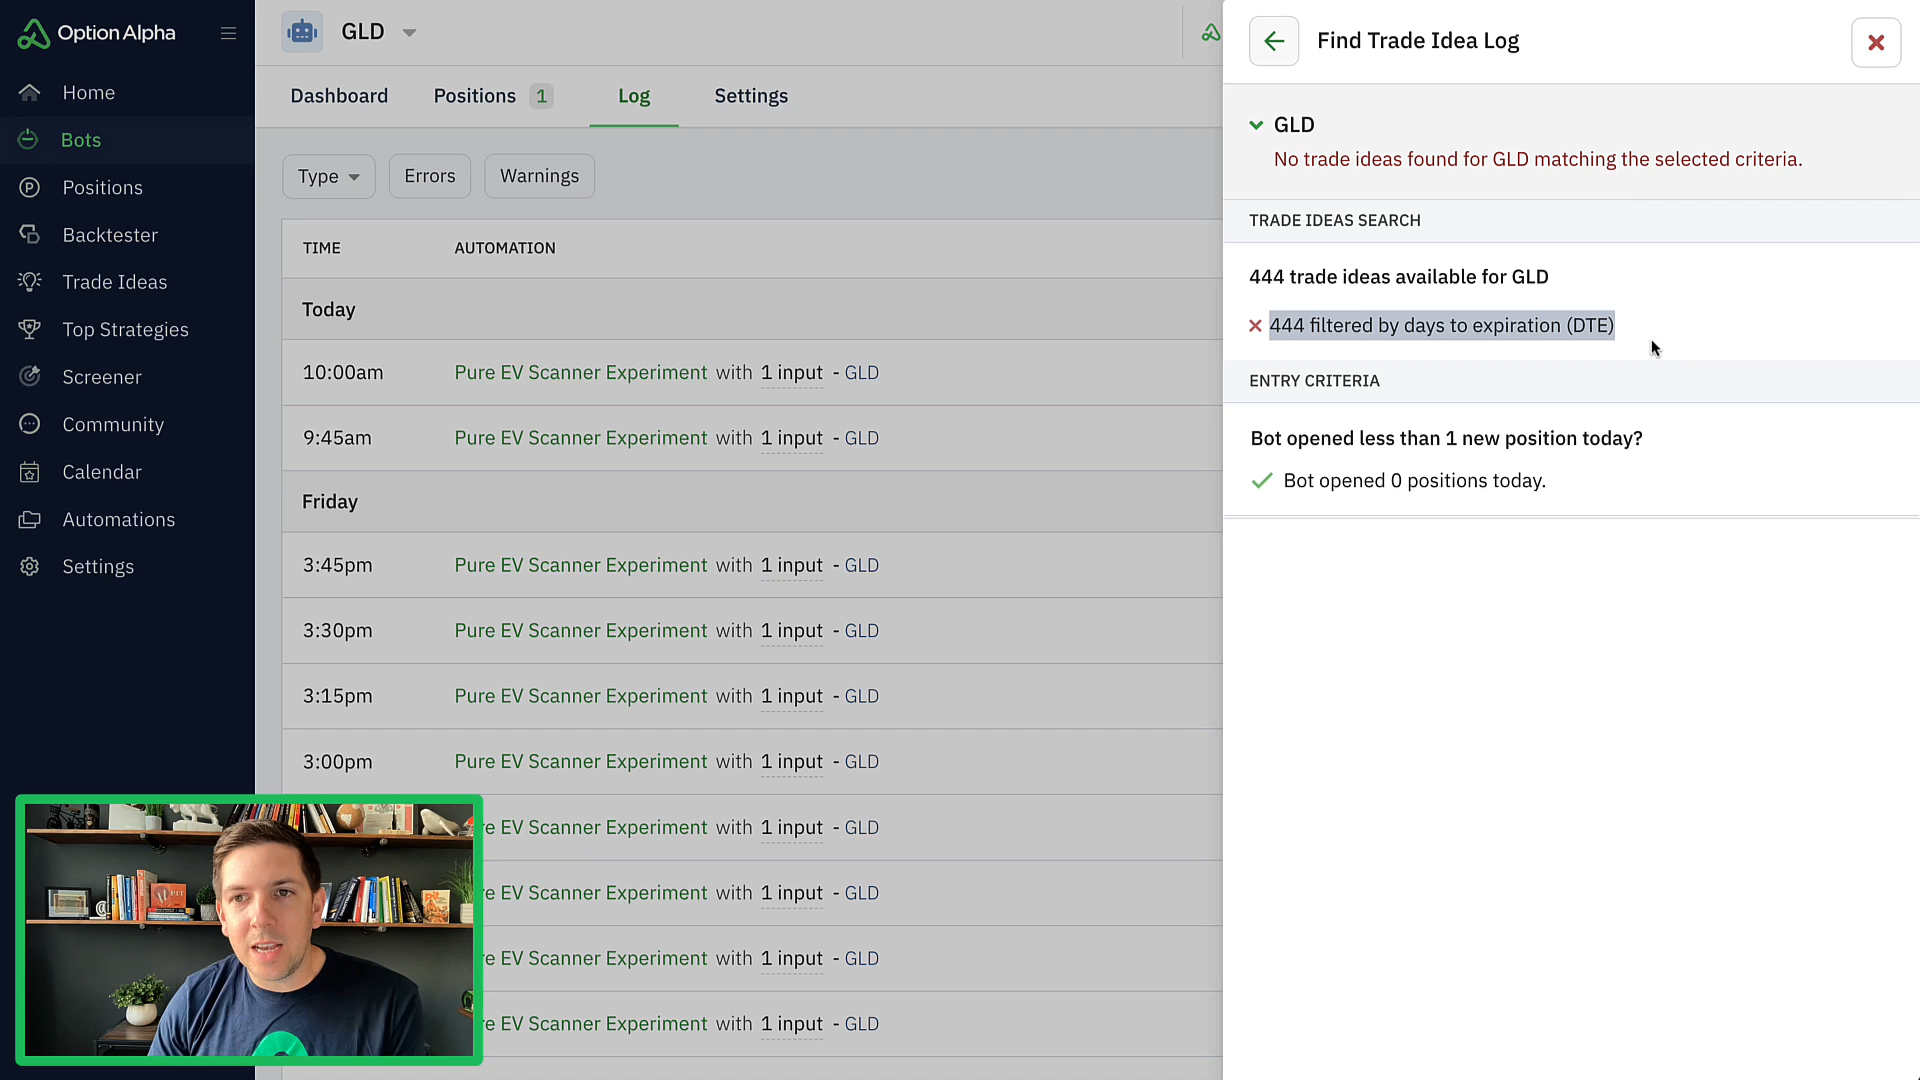 Option Alpha
Home
Bots
Positions
Backtester
Trade Ideas
Top Strategies
Screener
Community
Calendar
Automations
Settings
GLD
Dashboard
Positions 1
Log
Settings
Type
Errors
Warnings
TIME AUTOMATION
Today
10:00am Pure EV Scanner Experiment with 1 input - GLD
9:45am Pure EV Scanner Experiment with 1 input - GLD
Friday
3:45pm Pure EV Scanner Experiment with 1 input - GLD
3:30pm Pure EV Scanner Experiment with 1 input - GLD
3:15pm Pure EV Scanner Experiment with 1 input - GLD
3:00pm Pure EV Scanner Experiment with 1 input - GLD
re EV Scanner Experiment with 1 input - GLD
re EV Scanner Experiment with 1 input - GLD
re EV Scanner Experiment with 1 input - GLD
re EV Scanner Experiment with 1 input - GLD
Find Trade Idea Log
GLD
No trade ideas found for GLD matching the selected criteria.
TRADE IDEAS SEARCH
444 trade ideas available for GLD
444 filtered by days to expiration (DTE)
ENTRY CRITERIA
Bot opened less than 1 new position today?
Bot opened 0 positions today.